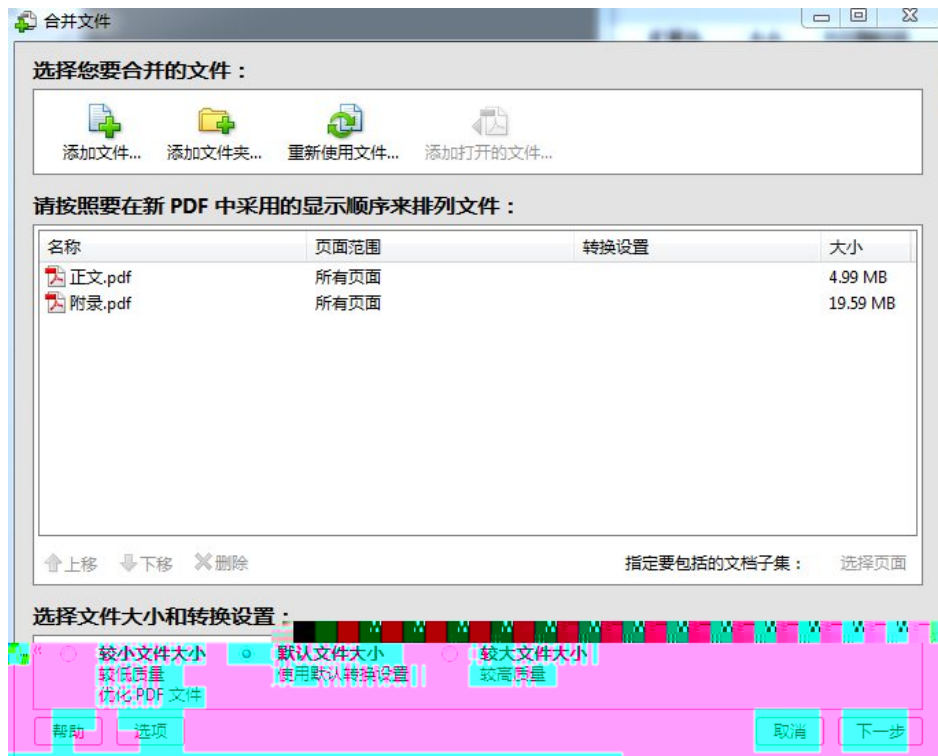 合并文件
选择您要合并的文件：
添加文件... 添加文件夹... 重新使用文件... 添加打开的文件...
请按照要在新 PDF 中采用的显示顺序来排列文件：
名称 页面范围 转换设置 大小
正文.pdf 所有页面 4.99 MB
附录.pdf 所有页面 19.59 MB
上移 下移 删除 指定要包括的文档子集： 选择页面
选择文件大小和转换设置：
较小文件大小 默认文件大小 较大文件大小
较低质量 使用默认转换设置 较高质量
优化 PDF 文件
帮助 选项 取消 下一步